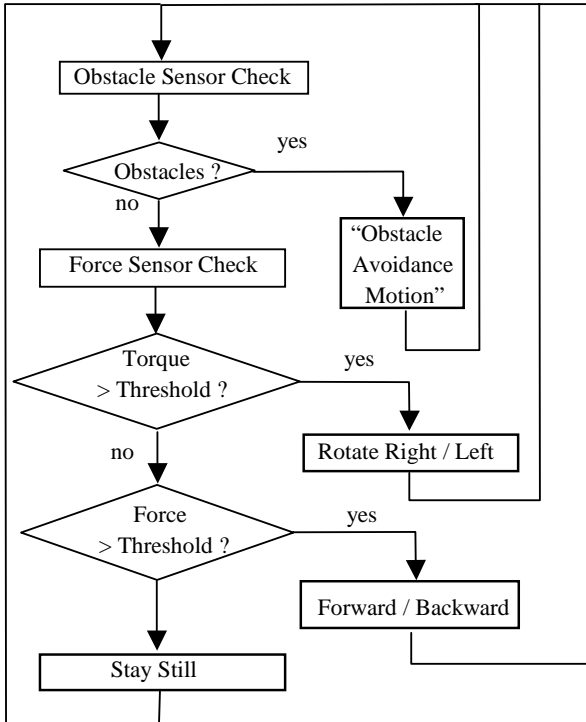 Obstacle Sensor Check
yes
Obstacles ?
no
“Obstacle
Avoidance
Motion”
Force Sensor Check
Torque
> Threshold ?
yes
Rotate Right / Left
no
Force
> Threshold ?
yes
Forward / Backward
Stay Still